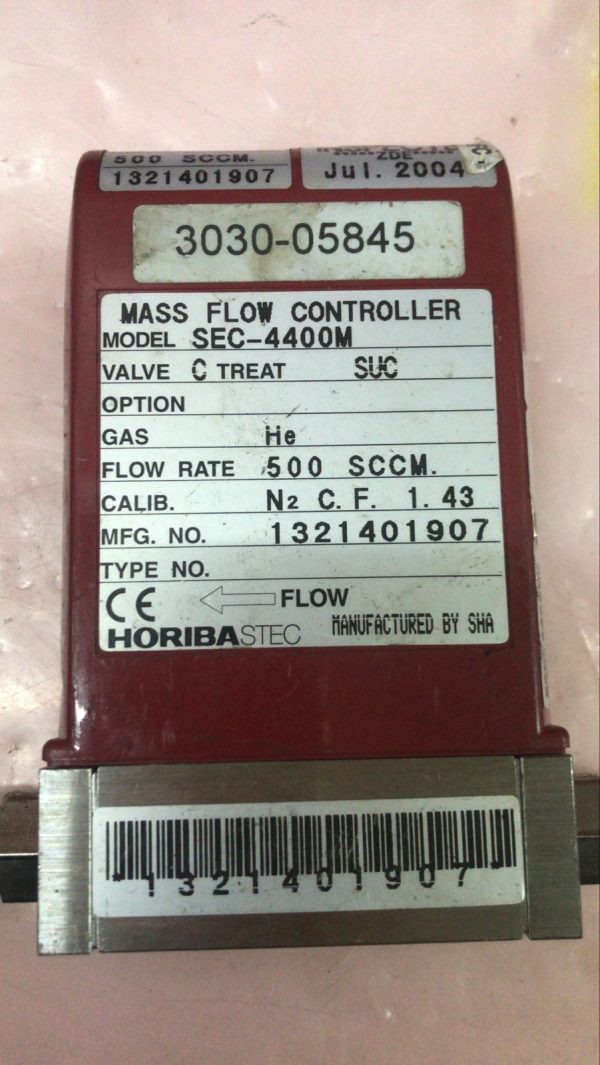 500 SCCM.
1321401907
*****ZDE*****
Jul. 2004
3030-05845
MASS FLOW CONTROLLER
MODEL SEC-4400M
VALVE C TREAT SUC
OPTION
GAS He
FLOW RATE 500 SCCM.
CALIB. N2 C.F. 1.43
MFG. NO. 1321401907
TYPE NO.
CE FLOW
HORIBASTEC MANUFACTURED BY SHA
*1321401907*